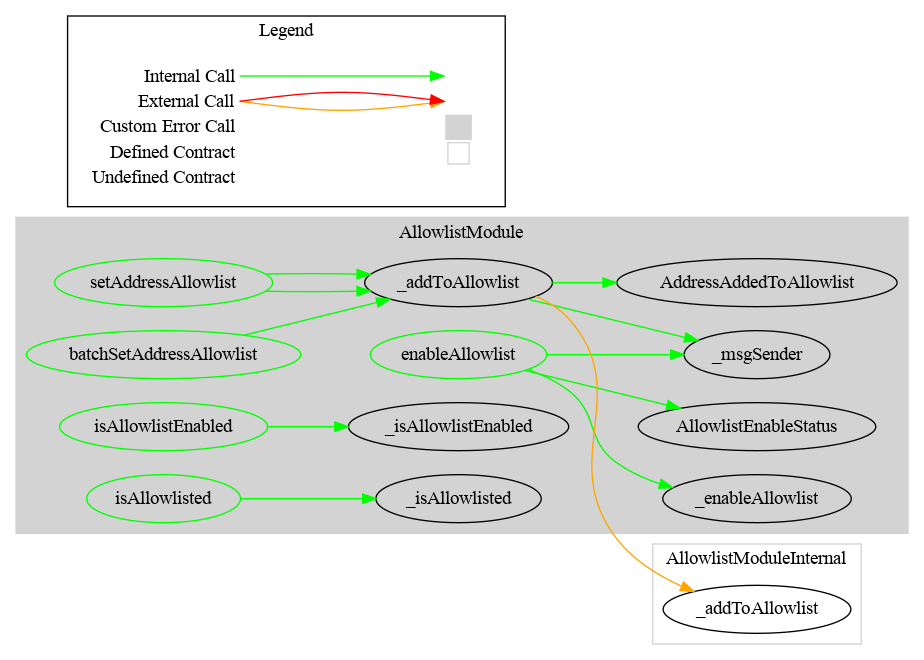 Legend
Internal Call
External Call
Custom Error Call
Defined Contract
Undefined Contract
AllowlistModule
setAddressAllowlist
_addToAllowlist
AddressAddedToAllowlist
batchSetAddressAllowlist
enableAllowlist
_msgSender
isAllowlistEnabled
_isAllowlistEnabled
AllowlistEnableStatus
isAllowlisted
_isAllowlisted
_enableAllowlist
AllowlistModuleInternal
_addToAllowlist